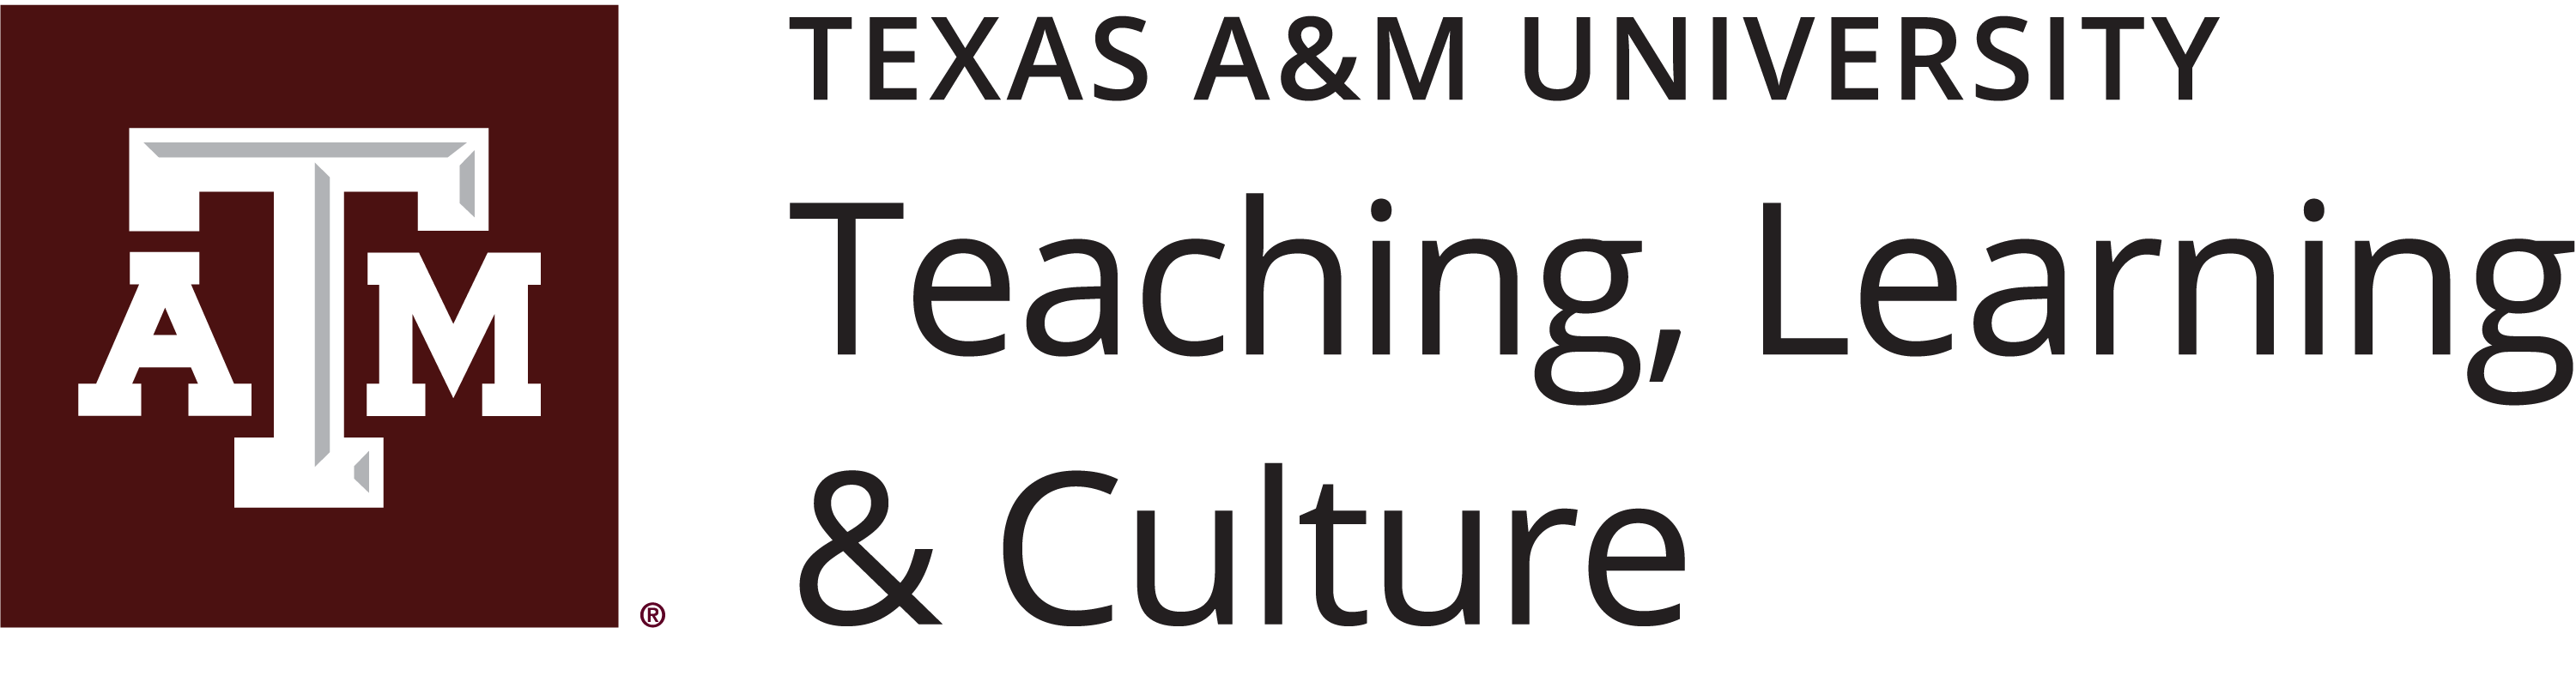 TEXAS A&M UNIVERSITY
Teaching, Learning
& Culture
ATM
®